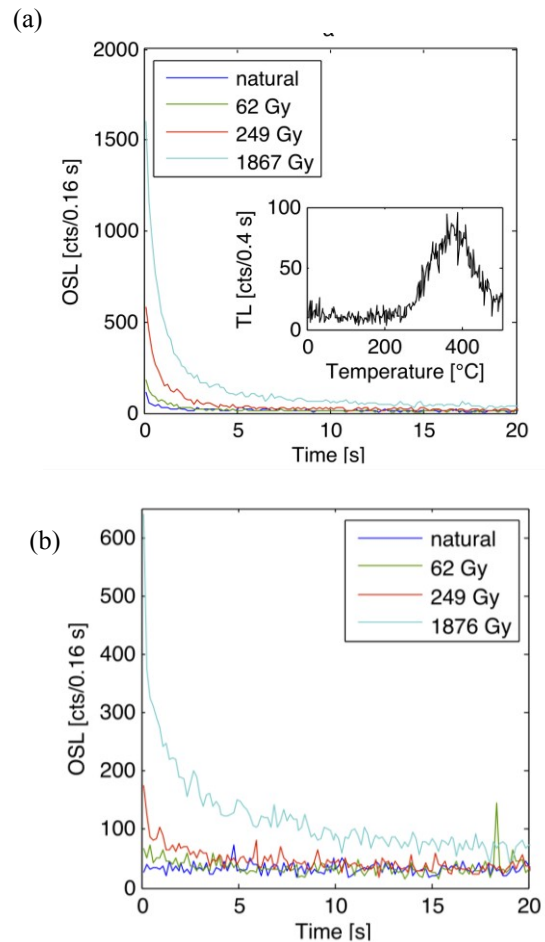 (a)
2000
1500
1000
500
0
OSL [cts/0.16 s]
natural
62 Gy
249 Gy
1867 Gy
100
50
0
TL [cts/0.4 s]
0 200 400
Temperature [°C]
0 5 10 15 20
Time [s]
(b)
600
500
400
300
200
100
0
OSL [cts/0.16 s]
natural
62 Gy
249 Gy
1876 Gy
0 5 10 15 20
Time [s]